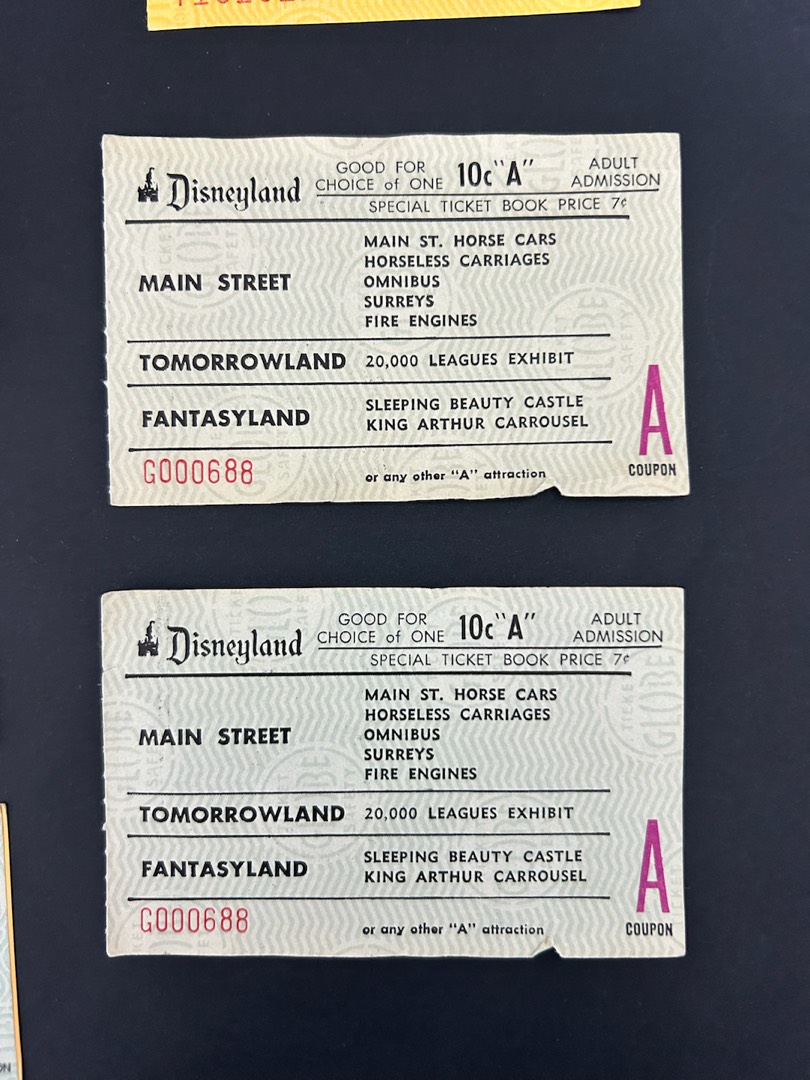 Disneyland
GOOD FOR
CHOICE of ONE
10c "A"
ADULT
ADMISSION
SPECIAL TICKET BOOK PRICE 7¢
MAIN STREET
MAIN ST. HORSE CARS
HORSELESS CARRIAGES
OMNIBUS
SURREYS
FIRE ENGINES
TOMORROWLAND 20,000 LEAGUES EXHIBIT
FANTASYLAND
SLEEPING BEAUTY CASTLE
KING ARTHUR CARROUSEL
G000688
or any other "A" attraction
A
COUPON
Disneyland
GOOD FOR
CHOICE of ONE
10c "A"
ADULT
ADMISSION
SPECIAL TICKET BOOK PRICE 7¢
MAIN STREET
MAIN ST. HORSE CARS
HORSELESS CARRIAGES
OMNIBUS
SURREYS
FIRE ENGINES
TOMORROWLAND 20,000 LEAGUES EXHIBIT
FANTASYLAND
SLEEPING BEAUTY CASTLE
KING ARTHUR CARROUSEL
G000688
or any other "A" attraction
A
COUPON